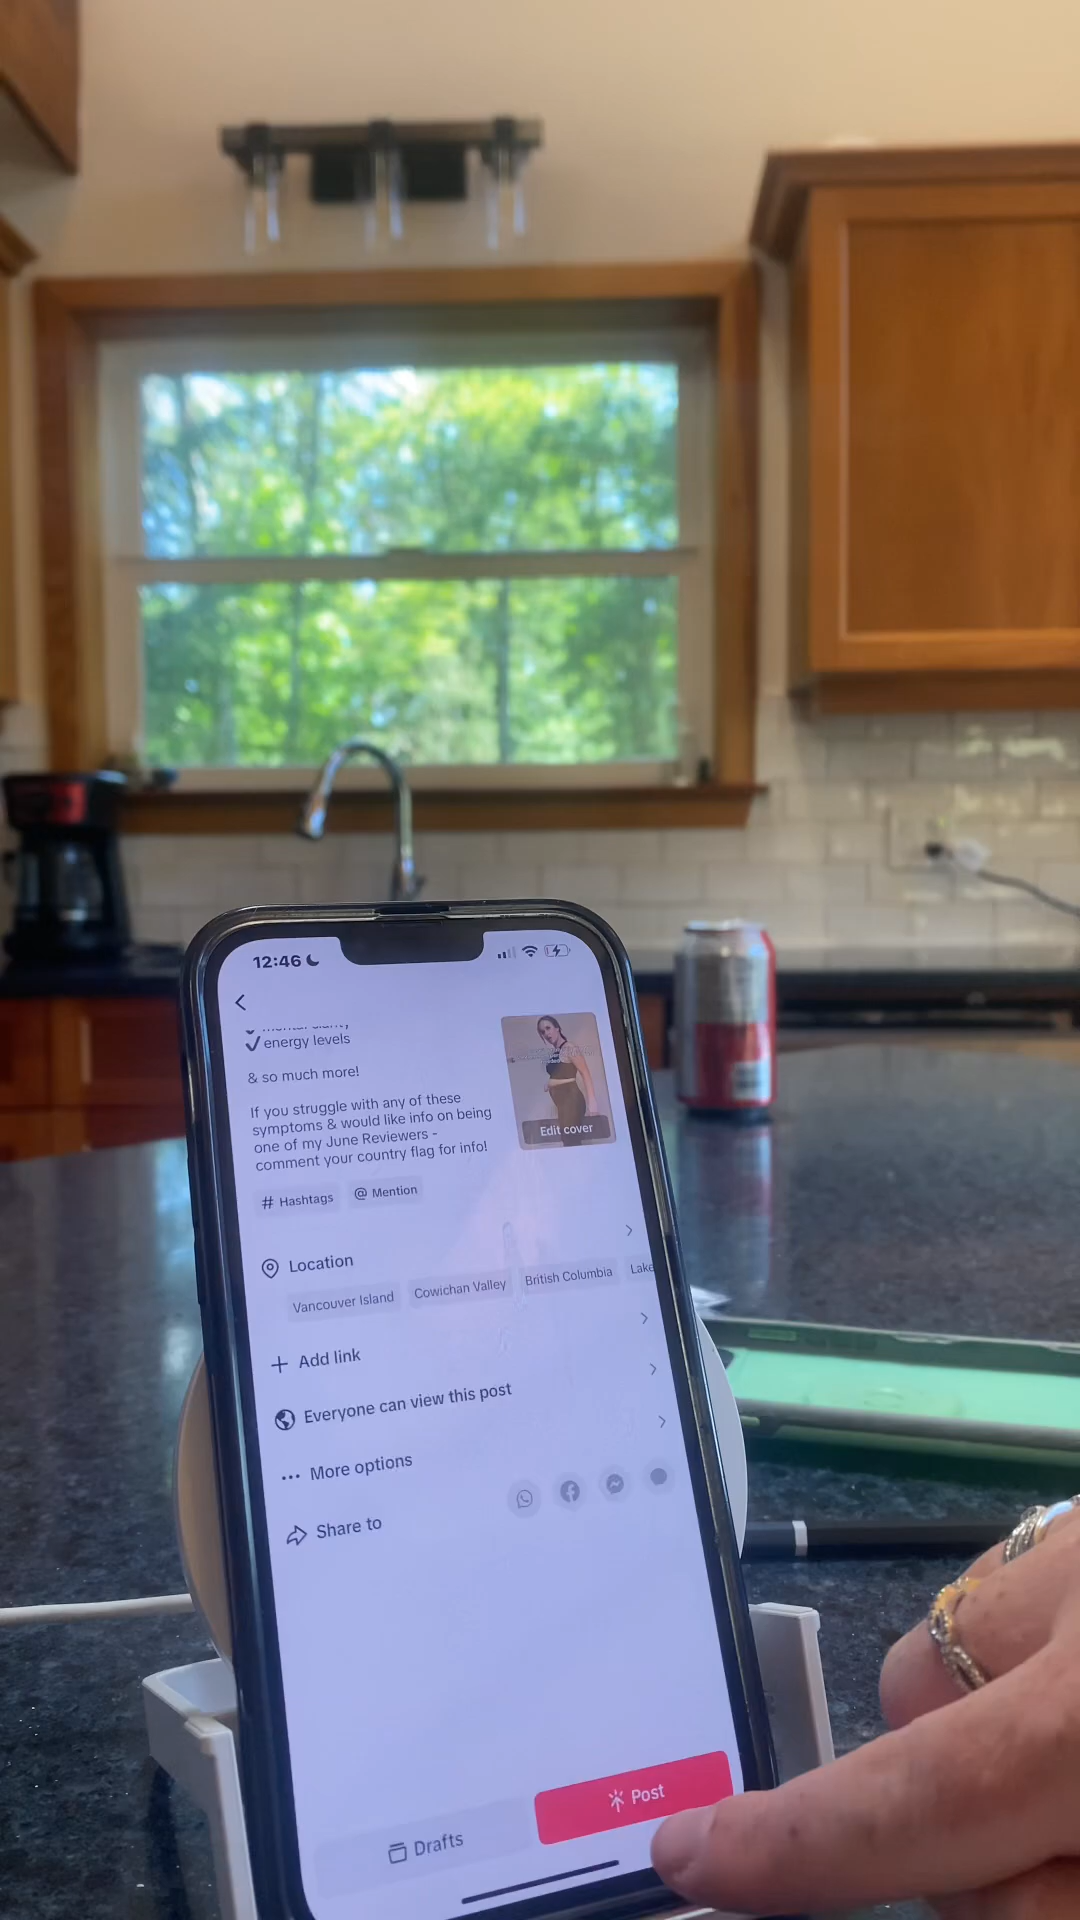 12:46
✓energy levels
& so much more!
If you struggle with any of these
symptoms & would like info on being
one of my June Reviewers -
comment your country flag for info!
Edit cover
# Hashtags
@ Mention
Location
Vancouver Island
Cowichan Valley
British Columbia
Lake
+ Add link
Everyone can view this post
... More options
Share to
Drafts
Post